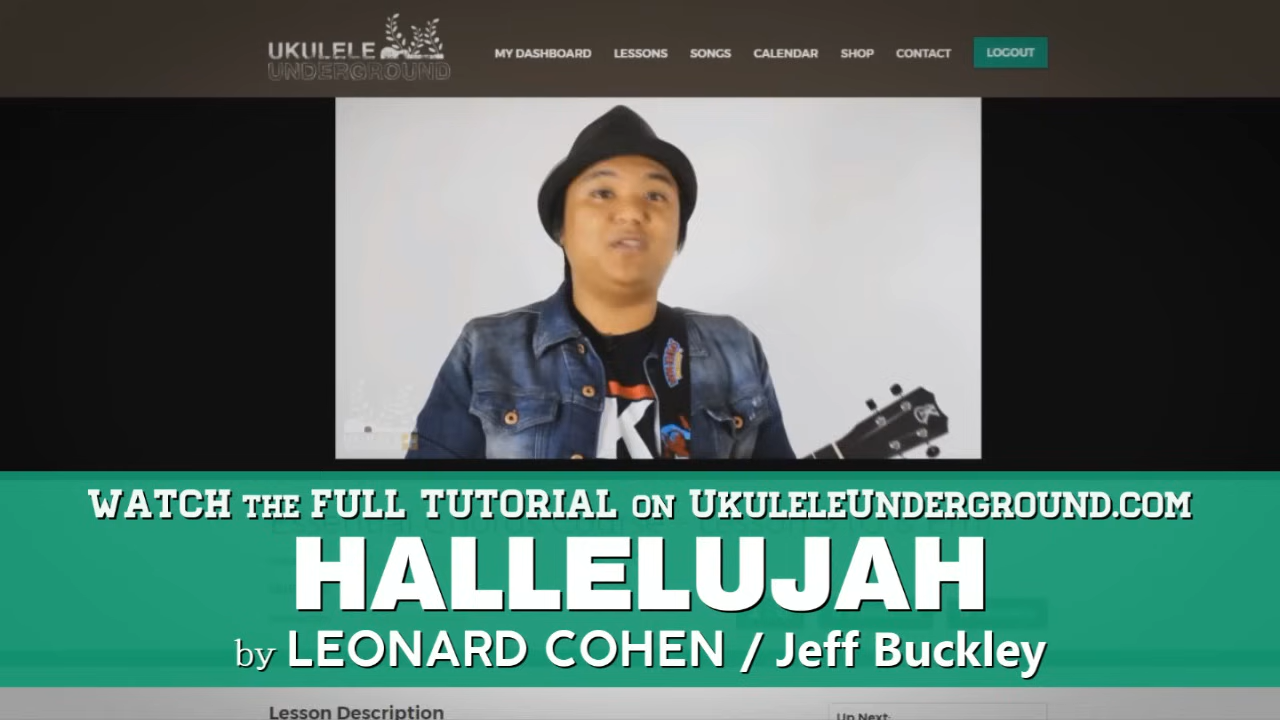 UKULELE
UNDERGROUND
MY DASHBOARD LESSONS SONGS CALENDAR SHOP CONTACT LOGOUT
K
WATCH THE FULL TUTORIAL ON UKULELEUNDERGROUND.COM
HALLELUJAH
by LEONARD COHEN / Jeff Buckley
Lesson Description
Up Next: